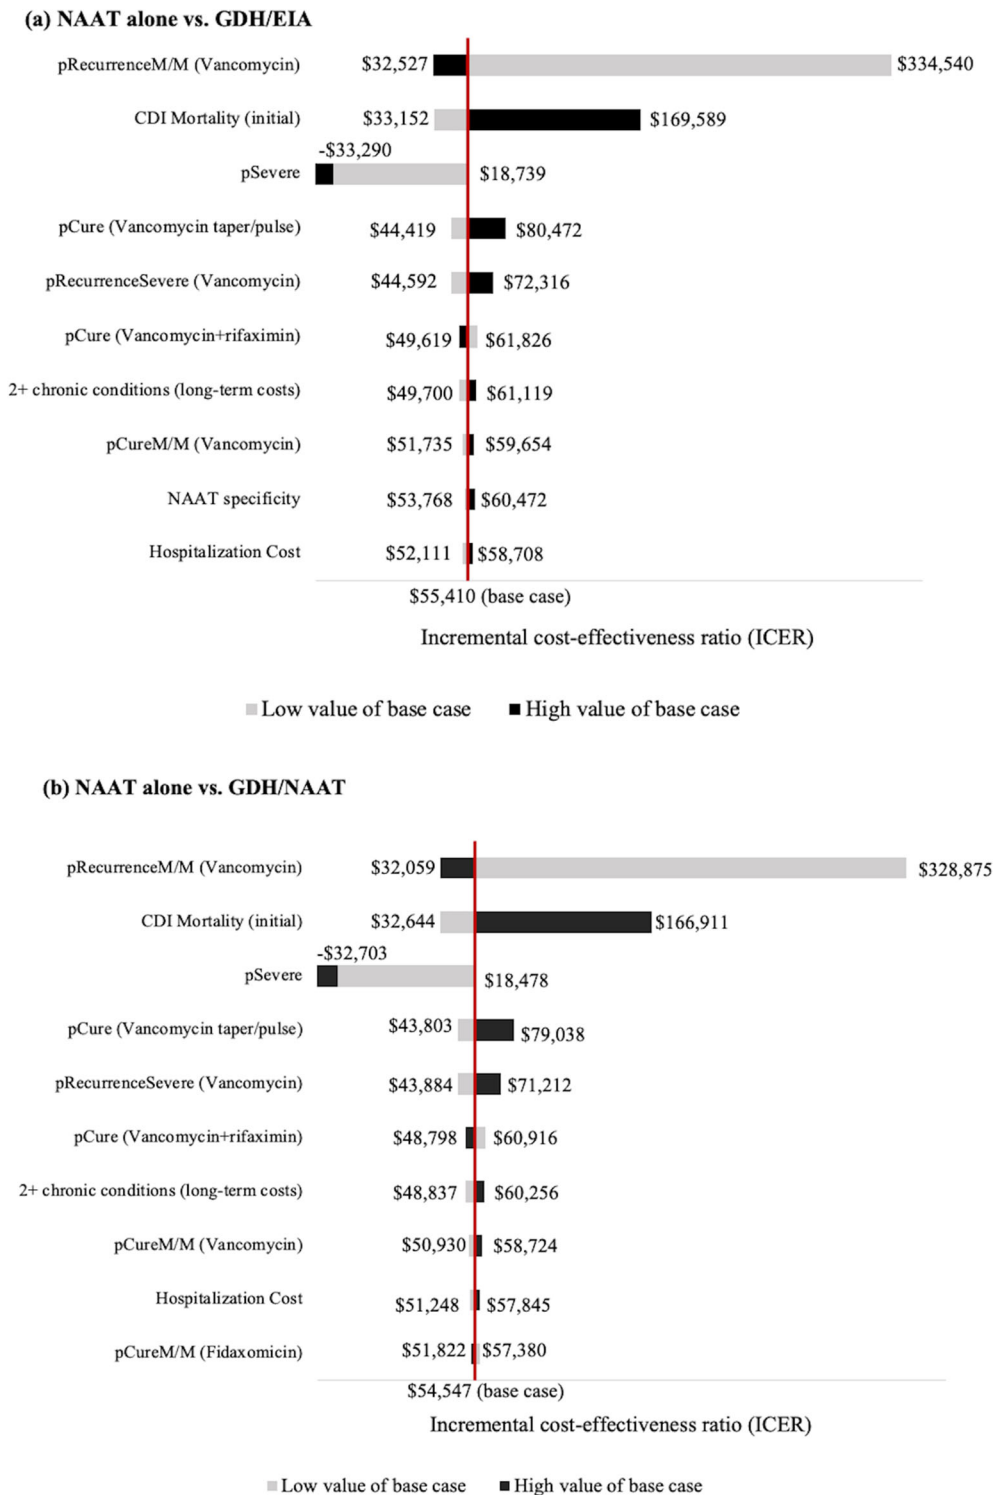 (a) NAAT alone vs. GDH/EIA
pRecurrenceM/M (Vancomycin) $32,527 $334,540
CDI Mortality (initial) $33,152 $169,589
-$33,290
pSevere $18,739
pCure (Vancomycin taper/pulse) $44,419 $80,472
pRecurrenceSevere (Vancomycin) $44,592 $72,316
pCure (Vancomycin+rifaximin) $49,619 $61,826
2+ chronic conditions (long-term costs) $49,700 $61,119
pCureM/M (Vancomycin) $51,735 $59,654
NAAT specificity $53,768 $60,472
Hospitalization Cost $52,111 $58,708
$55,410 (base case)
Incremental cost-effectiveness ratio (ICER)
Low value of base case High value of base case
(b) NAAT alone vs. GDH/NAAT
pRecurrenceM/M (Vancomycin) $32,059 $328,875
CDI Mortality (initial) $32,644 $166,911
-$32,703
pSevere $18,478
pCure (Vancomycin taper/pulse) $43,803 $79,038
pRecurrenceSevere (Vancomycin) $43,884 $71,212
pCure (Vancomycin+rifaximin) $48,798 $60,916
2+ chronic conditions (long-term costs) $48,837 $60,256
pCureM/M (Vancomycin) $50,930 $58,724
Hospitalization Cost $51,248 $57,845
pCureM/M (Fidaxomicin) $51,822 $57,380
$54,547 (base case)
Incremental cost-effectiveness ratio (ICER)
Low value of base case High value of base case